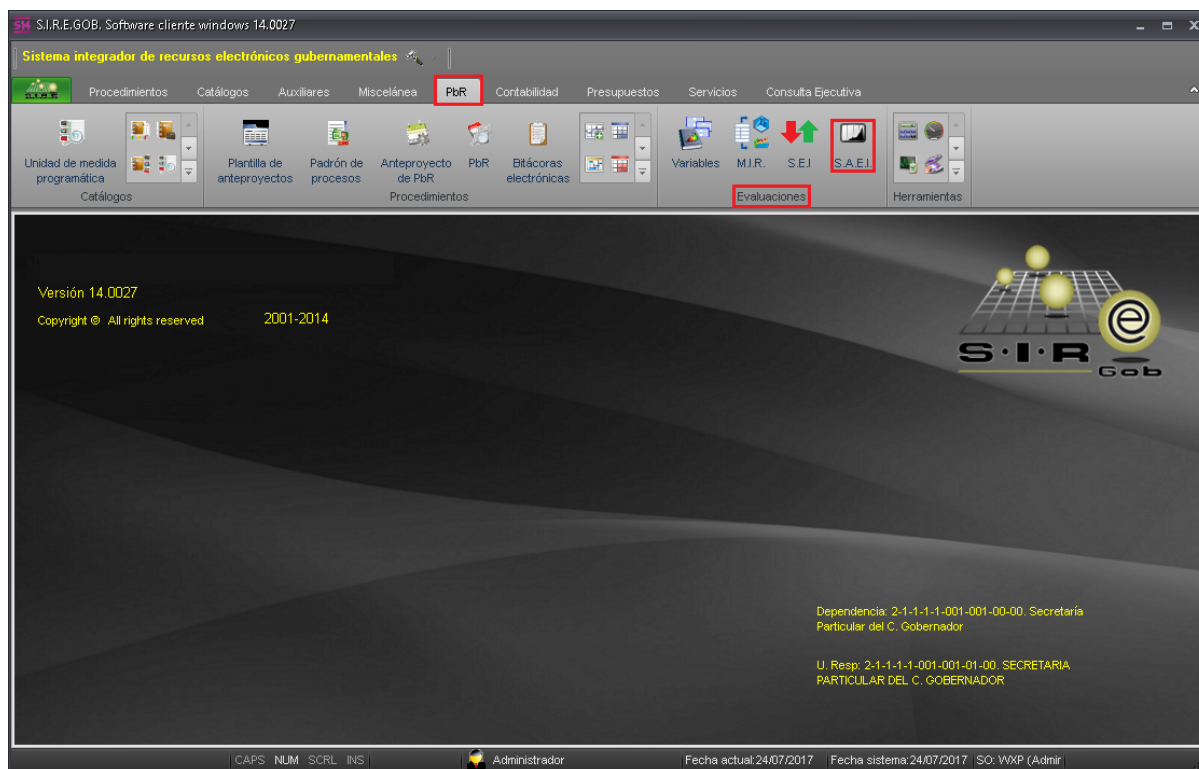 S.I.R.E.GOB. Software cliente windows 14.0027
Sistema integrador de recursos electrónicos gubernamentales
Procedimientos Catálogos Auxiliares Miscelánea PbR Contabilidad Presupuestos Servicios Consulta Ejecutiva
Unidad de medida programática
Plantilla de anteproyectos
Padrón de procesos
Anteproyecto de PbR
PbR
Bitácoras electrónicas
Variables
M.I.R.
S.E.I
S.A.E.I.
Catálogos Procedimientos Evaluaciones Herramientas
Versión 14.0027
Copyright © All rights reserved 2001-2014
S·I·R e
Gob
Dependencia: 2-1-1-1-1-001-001-00-00. Secretaría
Particular del C. Gobernador
U. Resp: 2-1-1-1-1-001-001-01-00. SECRETARIA
PARTICULAR DEL C. GOBERNADOR
CAPS NUM SCRL INS Administrador Fecha actual:24/07/2017 Fecha sistema:24/07/2017 SO: WXP (Admir